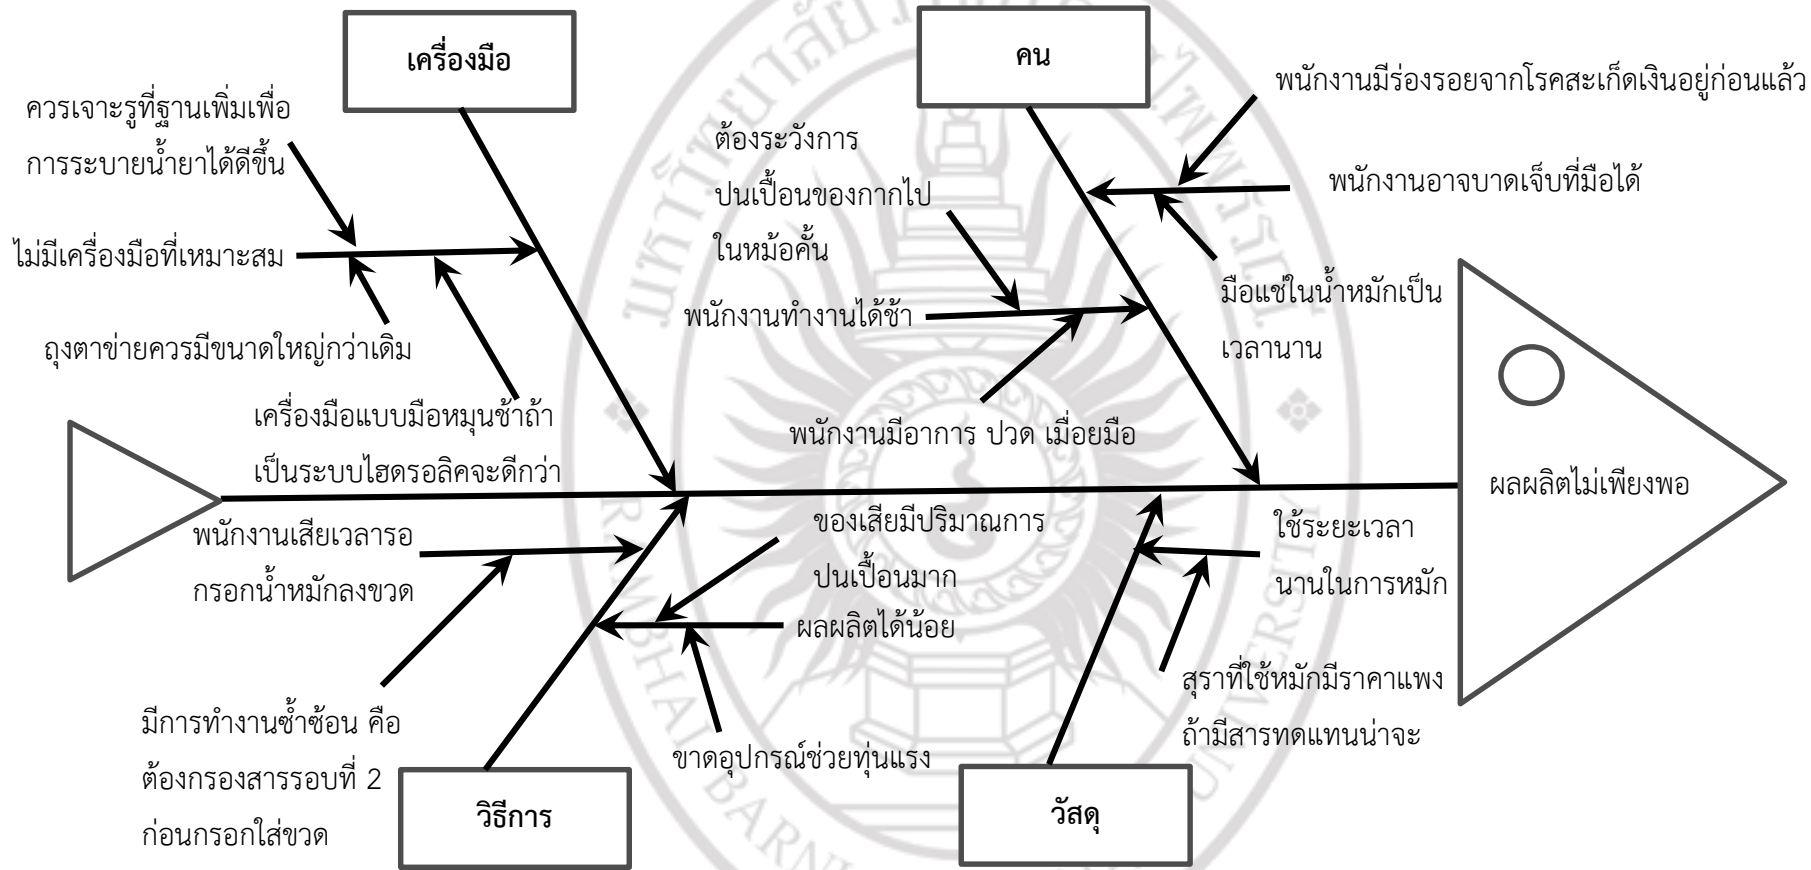 เครื่องมือ
คน
ควรเจาะรูที่ฐานเพิ่มเพื่อ
การระบายน้ำยาได้ดีขึ้น
ไม่มีเครื่องมือที่เหมาะสม
ถุงตาข่ายควรมีขนาดใหญ่กว่าเดิม
เครื่องมือแบบมือหมุนช้าถ้า
เป็นระบบไฮดรอลิคจะดีกว่า
ต้องระวังการ
ปนเปื้อนของกากไป
ในหม้อคั้น
พนักงานทำงานได้ช้า
พนักงานมีอาการ ปวด เมื่อยมือ
พนักงานมีร่องรอยจากโรคสะเก็ดเงินอยู่ก่อนแล้ว
พนักงานอาจบาดเจ็บที่มือได้
มือแช่ในน้ำหมักเป็น
เวลานาน
ผลผลิตไม่เพียงพอ
พนักงานเสียเวลารอ
กรอกน้ำหมักลงขวด
มีการทำงานซ้ำซ้อน คือ
ต้องกรองสารรอบที่ 2
ก่อนกรอกใส่ขวด
ของเสียมีปริมาณการ
ปนเปื้อนมาก
ผลผลิตได้น้อย
ขาดอุปกรณ์ช่วยทุ่นแรง
ใช้ระยะเวลา
นานในการหมัก
สุราที่ใช้หมักมีราคาแพง
ถ้ามีสารทดแทนน่าจะ
วิธีการ
วัสดุ